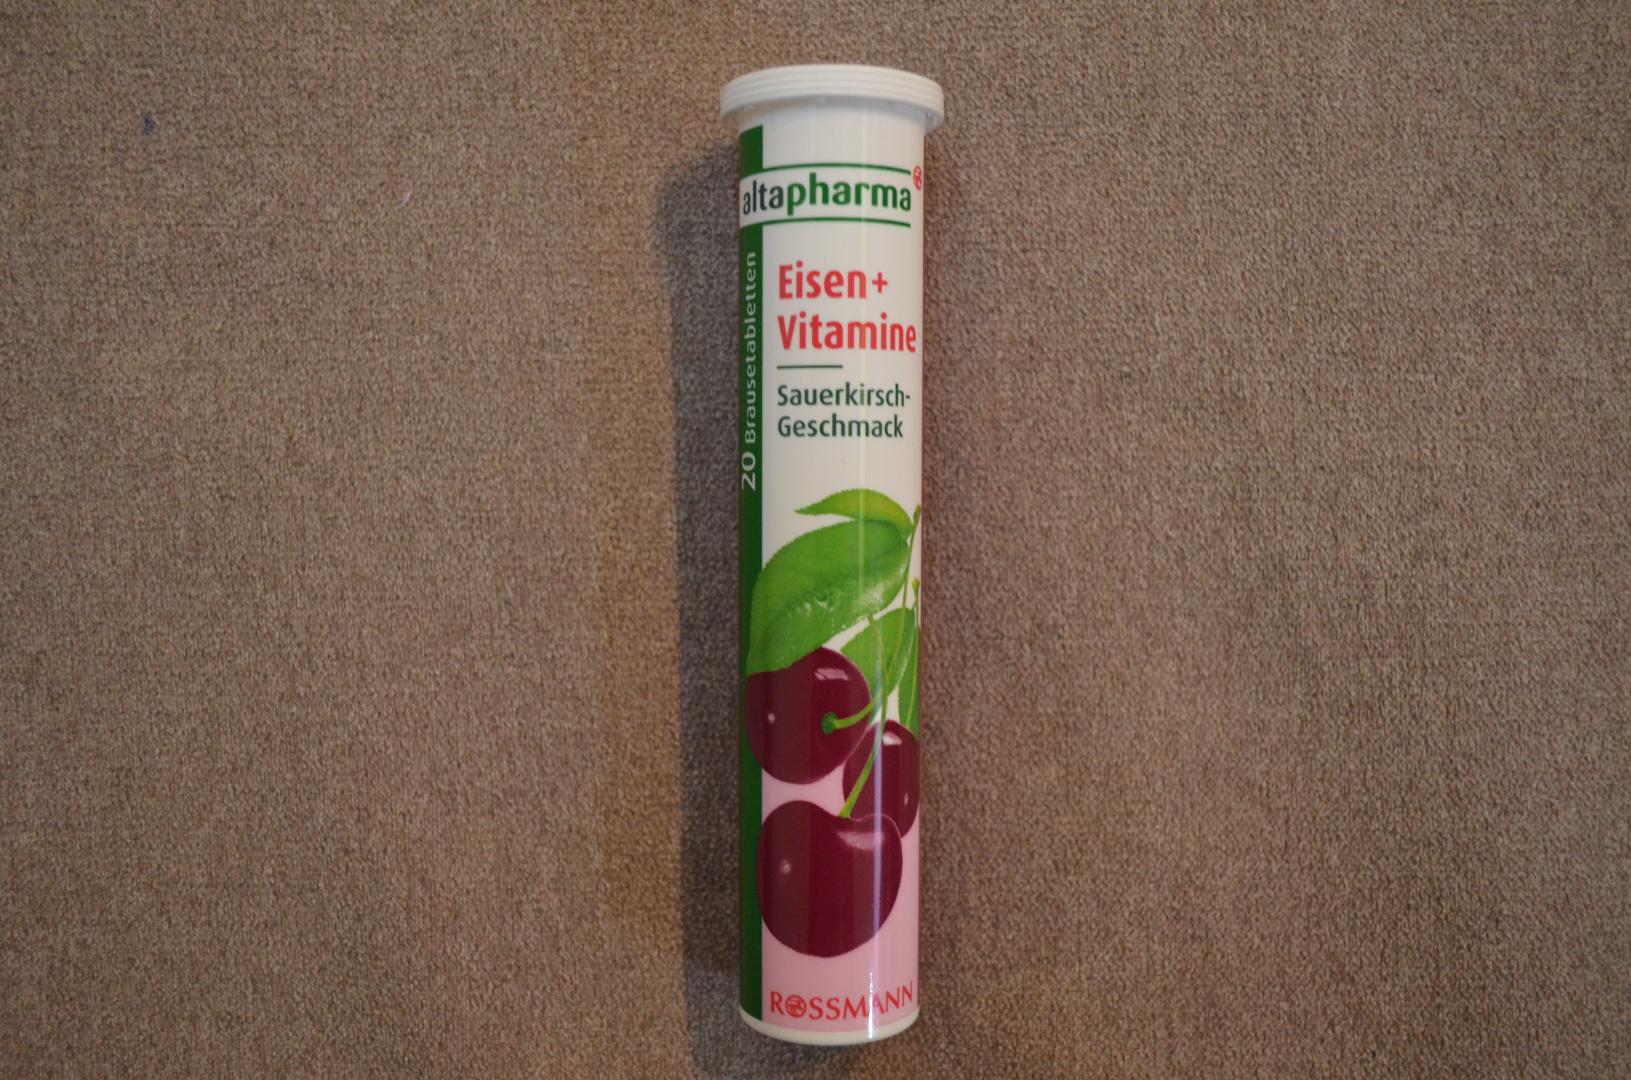 altapharma
Eisen+
Vitamine
Sauerkirsch-
Geschmack
20 Brausetabletten
ROSSMANN